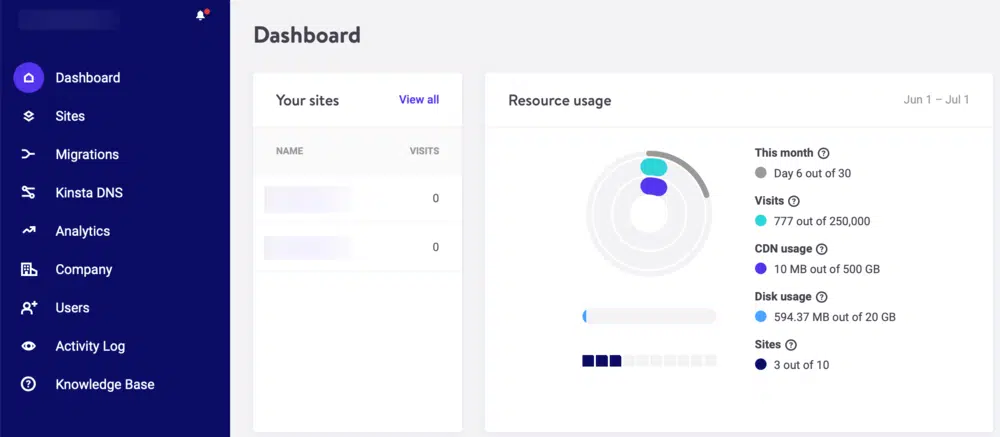 Dashboard
Sites
Migrations
Kinsta DNS
Analytics
Company
Users
Activity Log
Knowledge Base
Dashboard
Your sites
View all
NAME
VISITS
0
0
Resource usage
Jun 1 – Jul 1
This month
Day 6 out of 30
Visits
777 out of 250,000
CDN usage
10 MB out of 500 GB
Disk usage
594.37 MB out of 20 GB
Sites
3 out of 10